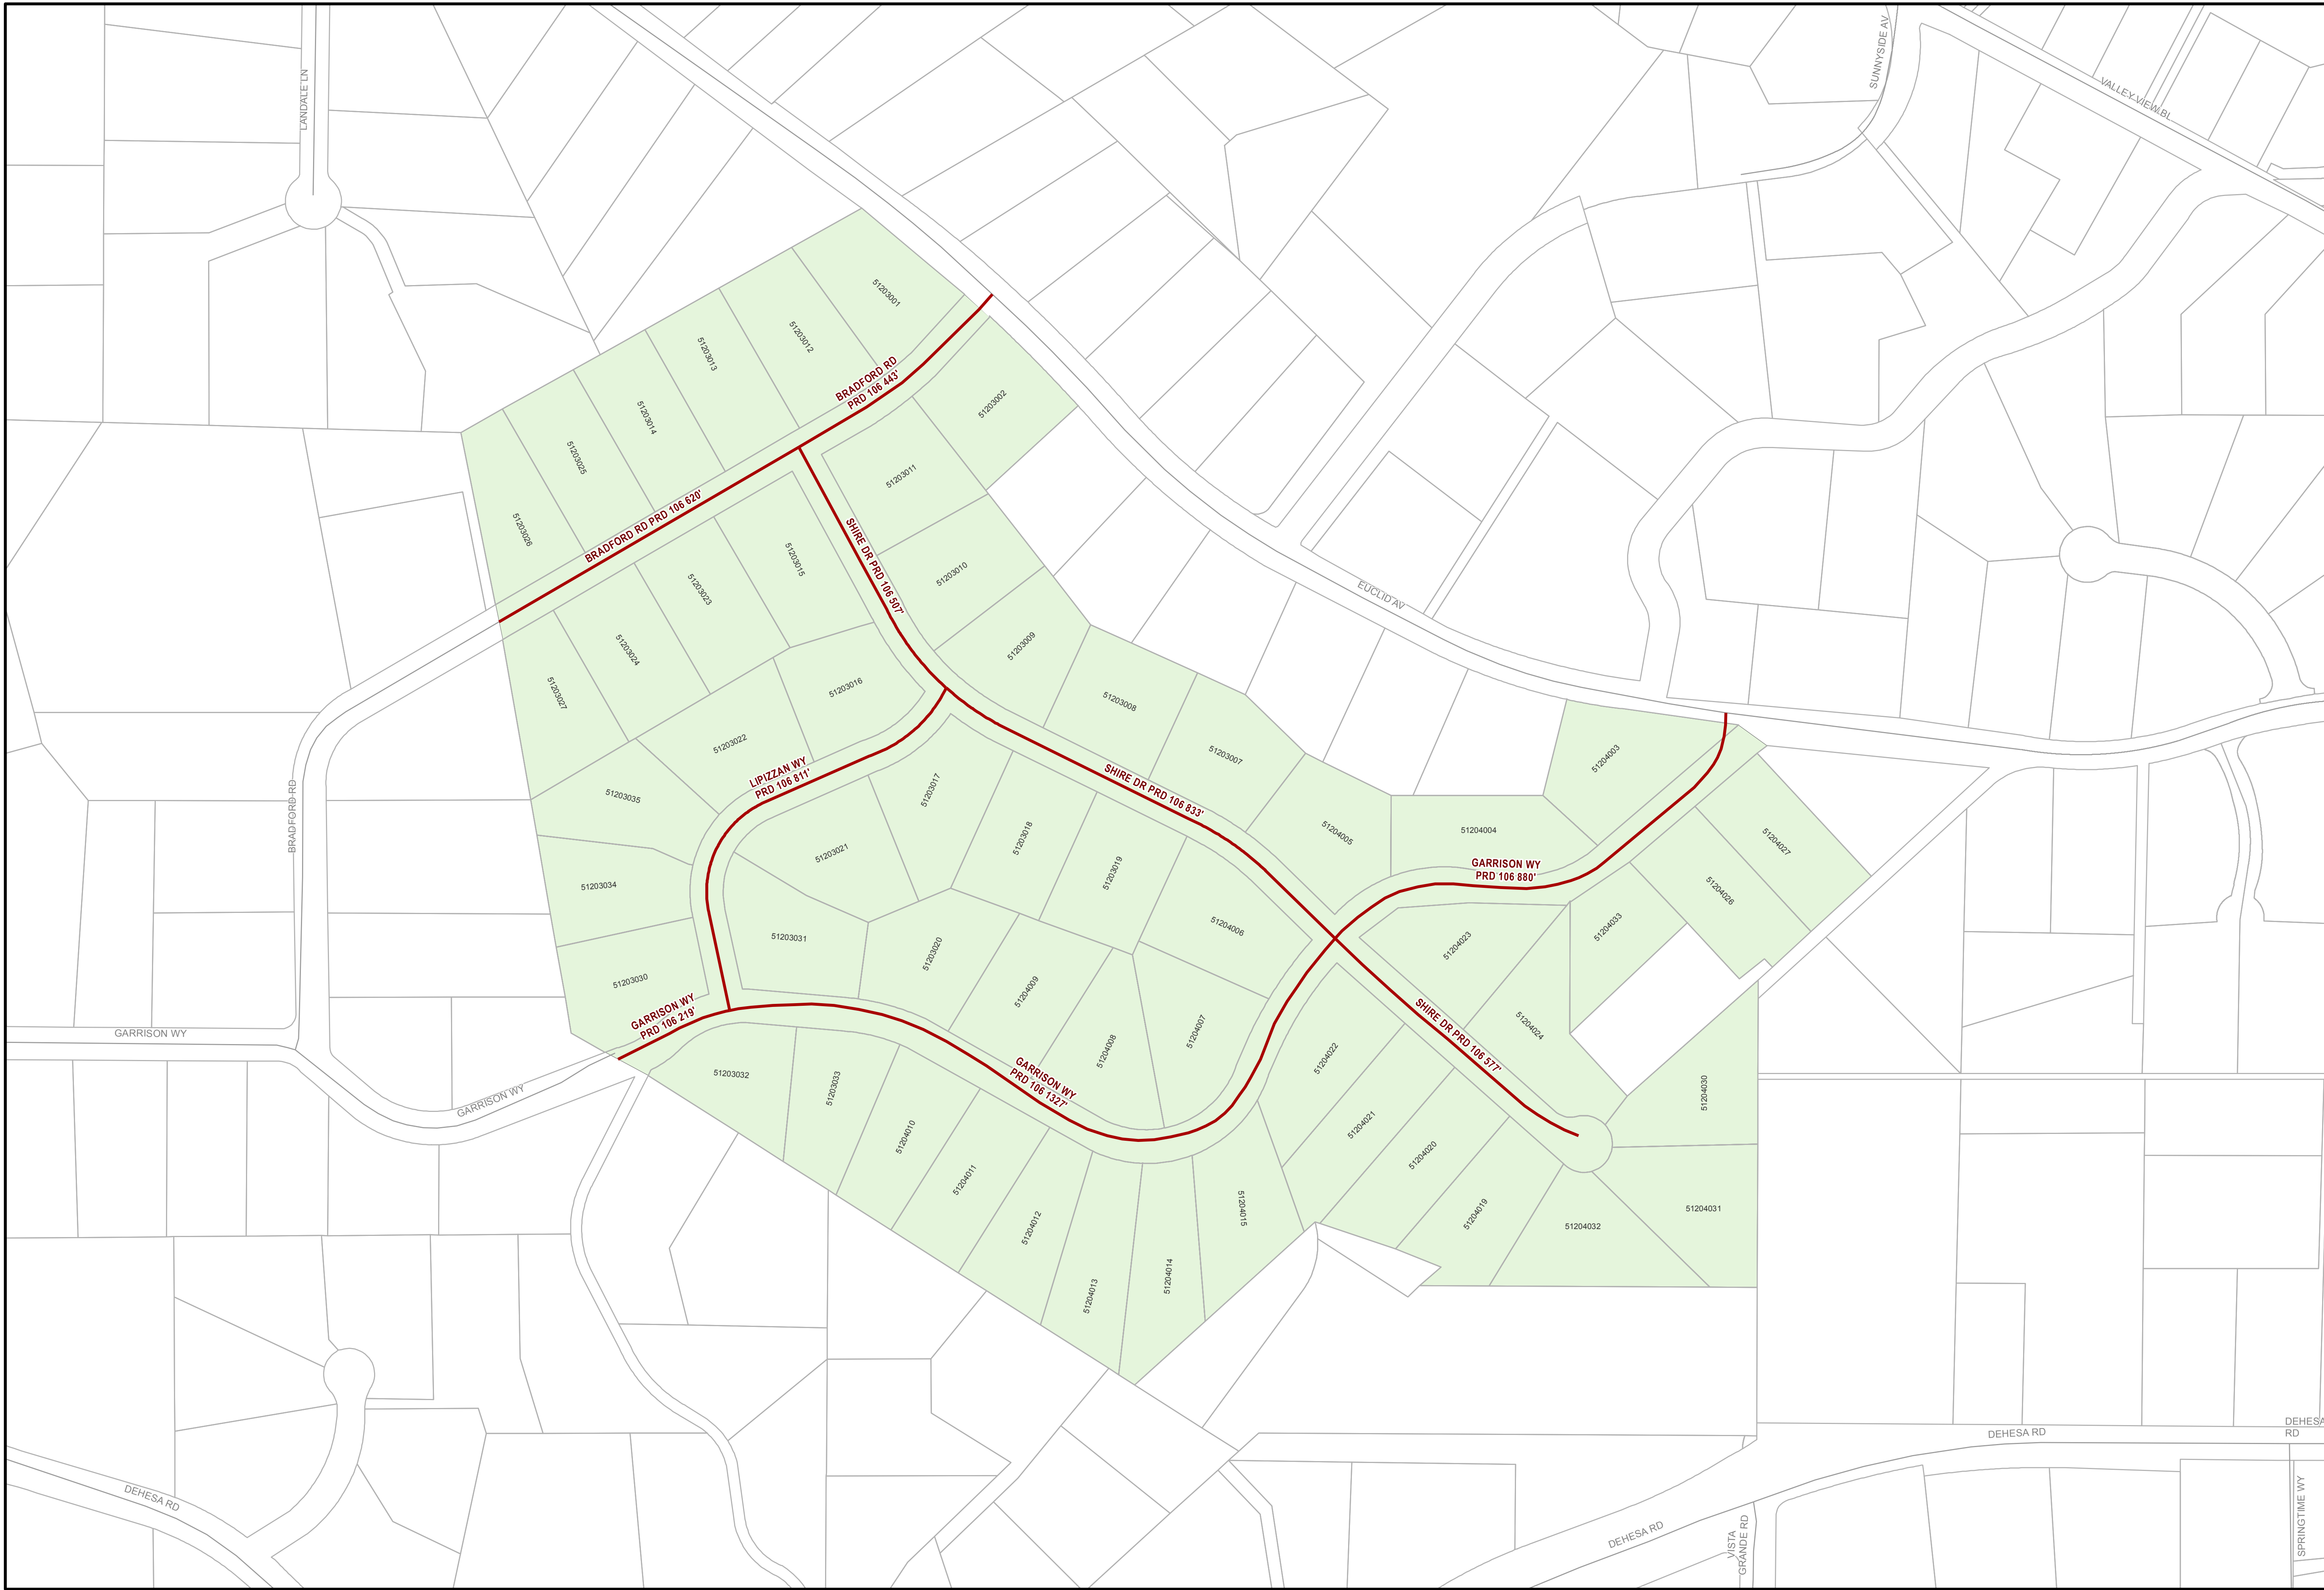 SUNNYSIDE AV
LANDALE LN
VALLEY VIEW BL
51203001
51203012
51203013
BRADFORD RD
PRD 106 443'
51203002
51203014
51203025
51203011
51203026
BRADFORD RD PRD 106 620'
SHIRE DR PRD 106 507'
51203015
51203010
51203023
EUCLID AV
51203024
51203009
51203016
51203027
51203008
51203022
51203007
51204003
LIPIZZAN WY
PRD 106 811'
SHIRE DR PRD 106 833'
51203035
51203017
BRADFORD RD
51203018
51204005
51204004
51204027
51203021
51203019
GARRISON WY
PRD 106 880'
51203034
51204026
51204006
51204033
51203031
51203020
51204023
51203030
51204009
GARRISON WY
PRD 106 219'
GARRISON WY
51204007
SHIRE DR PRD 106 577'
51204024
51204008
51204022
51203032
51203033
GARRISON WY
PRD 106 1327'
51204030
GARRISON WY
51204010
51204021
51204020
51204011
51204015
51204019
51204031
51204012
51204032
51204014
51204013
DEHESA RD
DEHESA
RD
DEHESA RD
DEHESA RD
VISTA
GRANDE RD
SPRINGTIME WY